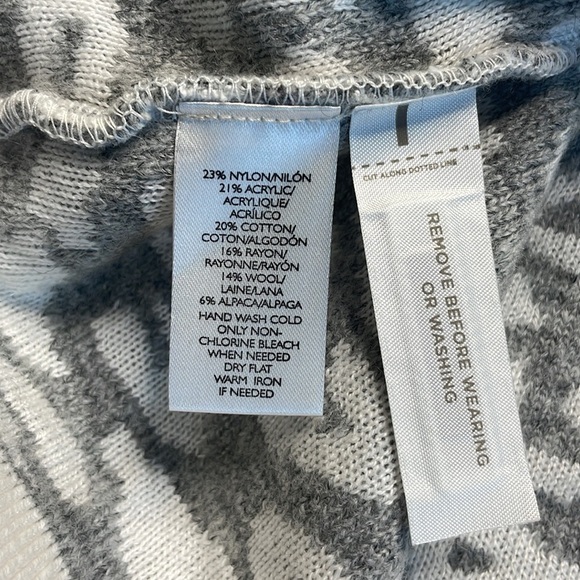 23% NYLON/NILÓN
21% ACRYLIC/
ACRYLIQUE/
ACRÍLICO
20% COTTON/
COTON/ALGODÓN
16% RAYON/
RAYONNE/RAYÓN
14% WOOL/
LAINE/LANA
6% ALPACA/ALPAGA
HAND WASH COLD
ONLY NON-
CHLORINE BLEACH
WHEN NEEDED
DRY FLAT
WARM IRON
IF NEEDED
CUT ALONG DOTTED LINE
REMOVE BEFORE WEARING
OR WASHING